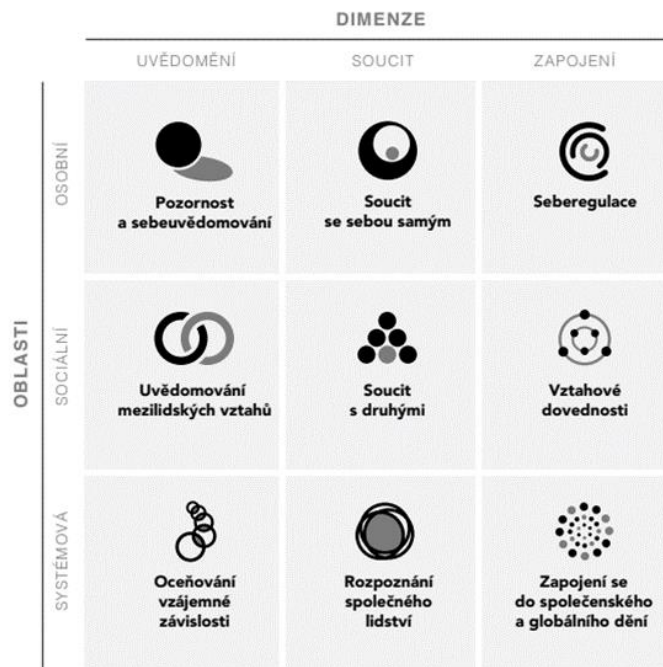 DIMENZE
UVĚDOMĚNÍ
SOUCIT
ZAPOJENÍ
OBLASTI
OSOBNÍ
Pozornost
a sebeuvědomování
Soucit
se sebou samým
Seberegulace
SOCIÁLNÍ
Uvědomování
mezilidských vztahů
Soucit
s druhými
Vztahové
dovednosti
SYSTÉMOVÁ
Oceňování
vzájemné
závislosti
Rozpoznání
společného
lidství
Zapojení se
do společenského
a globálního dění